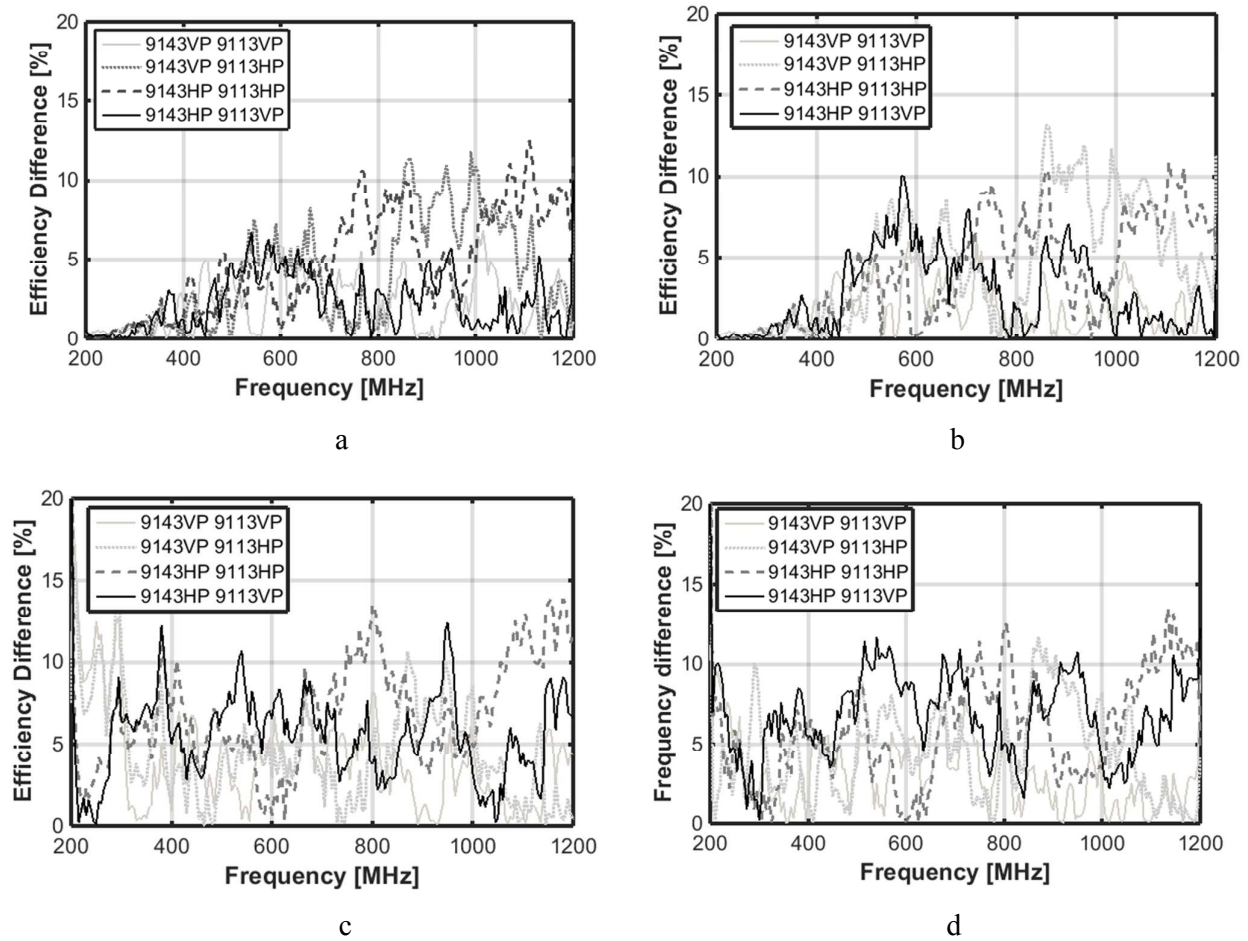 20
15
10
5
0
Efficiency Difference [%]
9143VP 9113VP
9143VP 9113HP
9143HP 9113HP
9143HP 9113VP
200 400 600 800 1000 1200
Frequency [MHz]
a
20
15
10
5
0
Efficiency Difference [%]
9143VP 9113VP
9143VP 9113HP
9143HP 9113HP
9143HP 9113VP
200 400 600 800 1000 1200
Frequency [MHz]
b
20
15
10
5
0
Efficiency Difference [%]
9143VP 9113VP
9143VP 9113HP
9143HP 9113HP
9143HP 9113VP
200 400 600 800 1000 1200
Frequency [MHz]
c
20
15
10
5
0
Frequency difference [%]
9143VP 9113VP
9143VP 9113HP
9143HP 9113HP
9143HP 9113VP
200 400 600 800 1000 1200
Frequency [MHz]
d